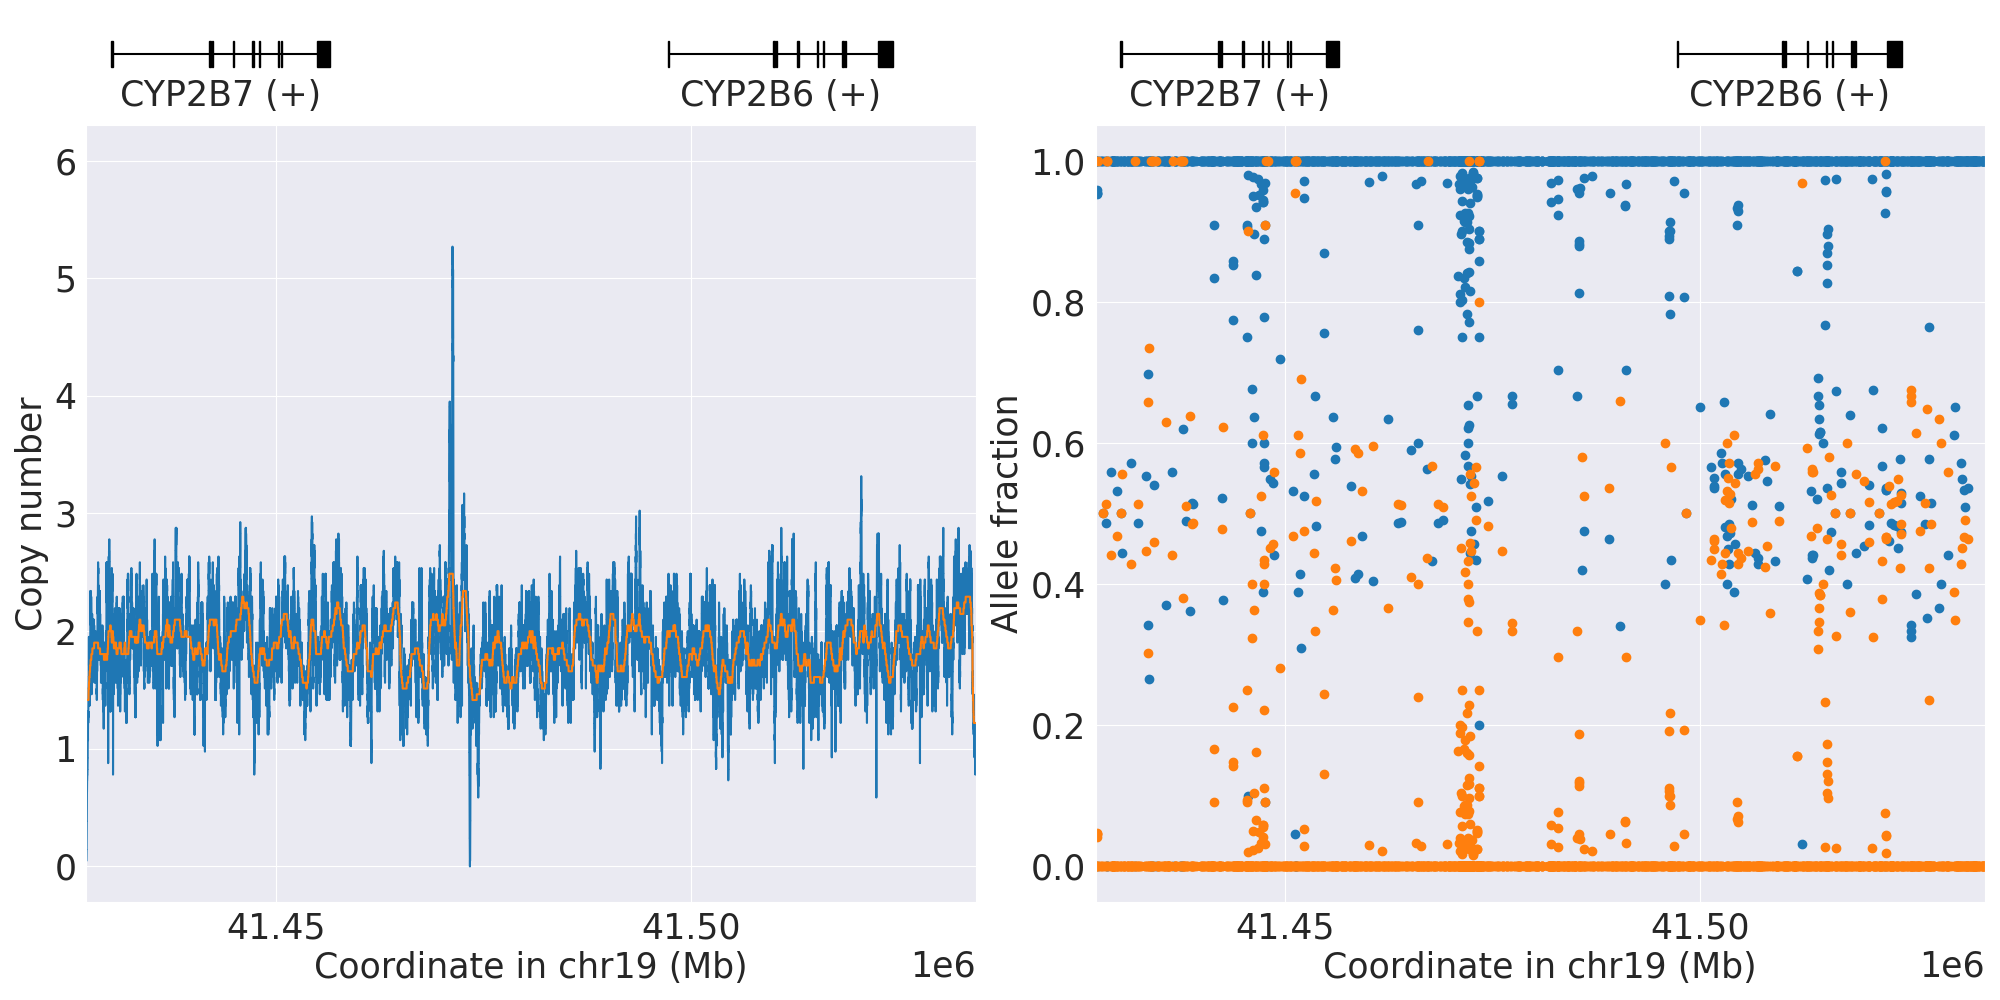 CYP2B7 (+)
CYP2B6 (+)
Copy number
6
5
4
3
2
1
0
41.45
41.50
Coordinate in chr19 (Mb)
1e6
CYP2B7 (+)
CYP2B6 (+)
Allele fraction
1.0
0.8
0.6
0.4
0.2
0.0
41.45
41.50
Coordinate in chr19 (Mb)
1e6